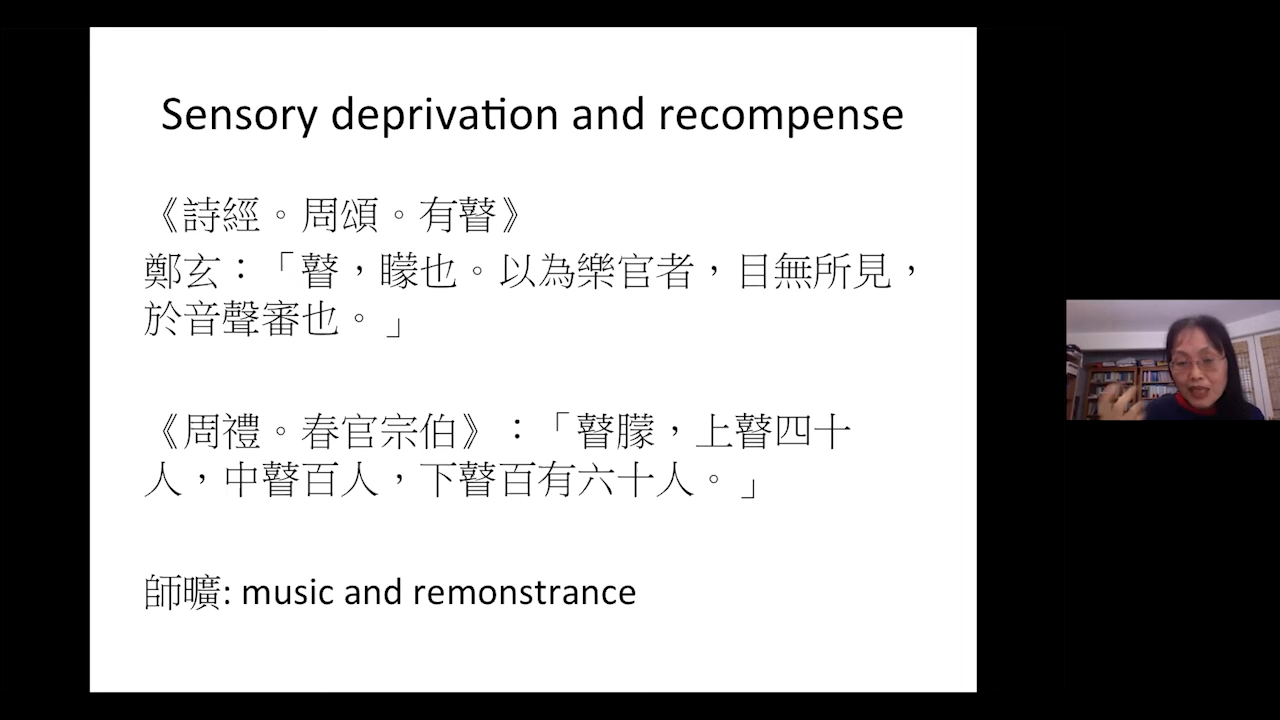 Sensory deprivation and recompense
《詩經。周頌。有瞽》
鄭玄：「瞽，矇也。以為樂官者，目無所見，
於音聲審也。」
《周禮。春官宗伯》：「瞽朦，上瞽四十
人，中瞽百人，下瞽百有六十人。」
師曠: music and remonstrance